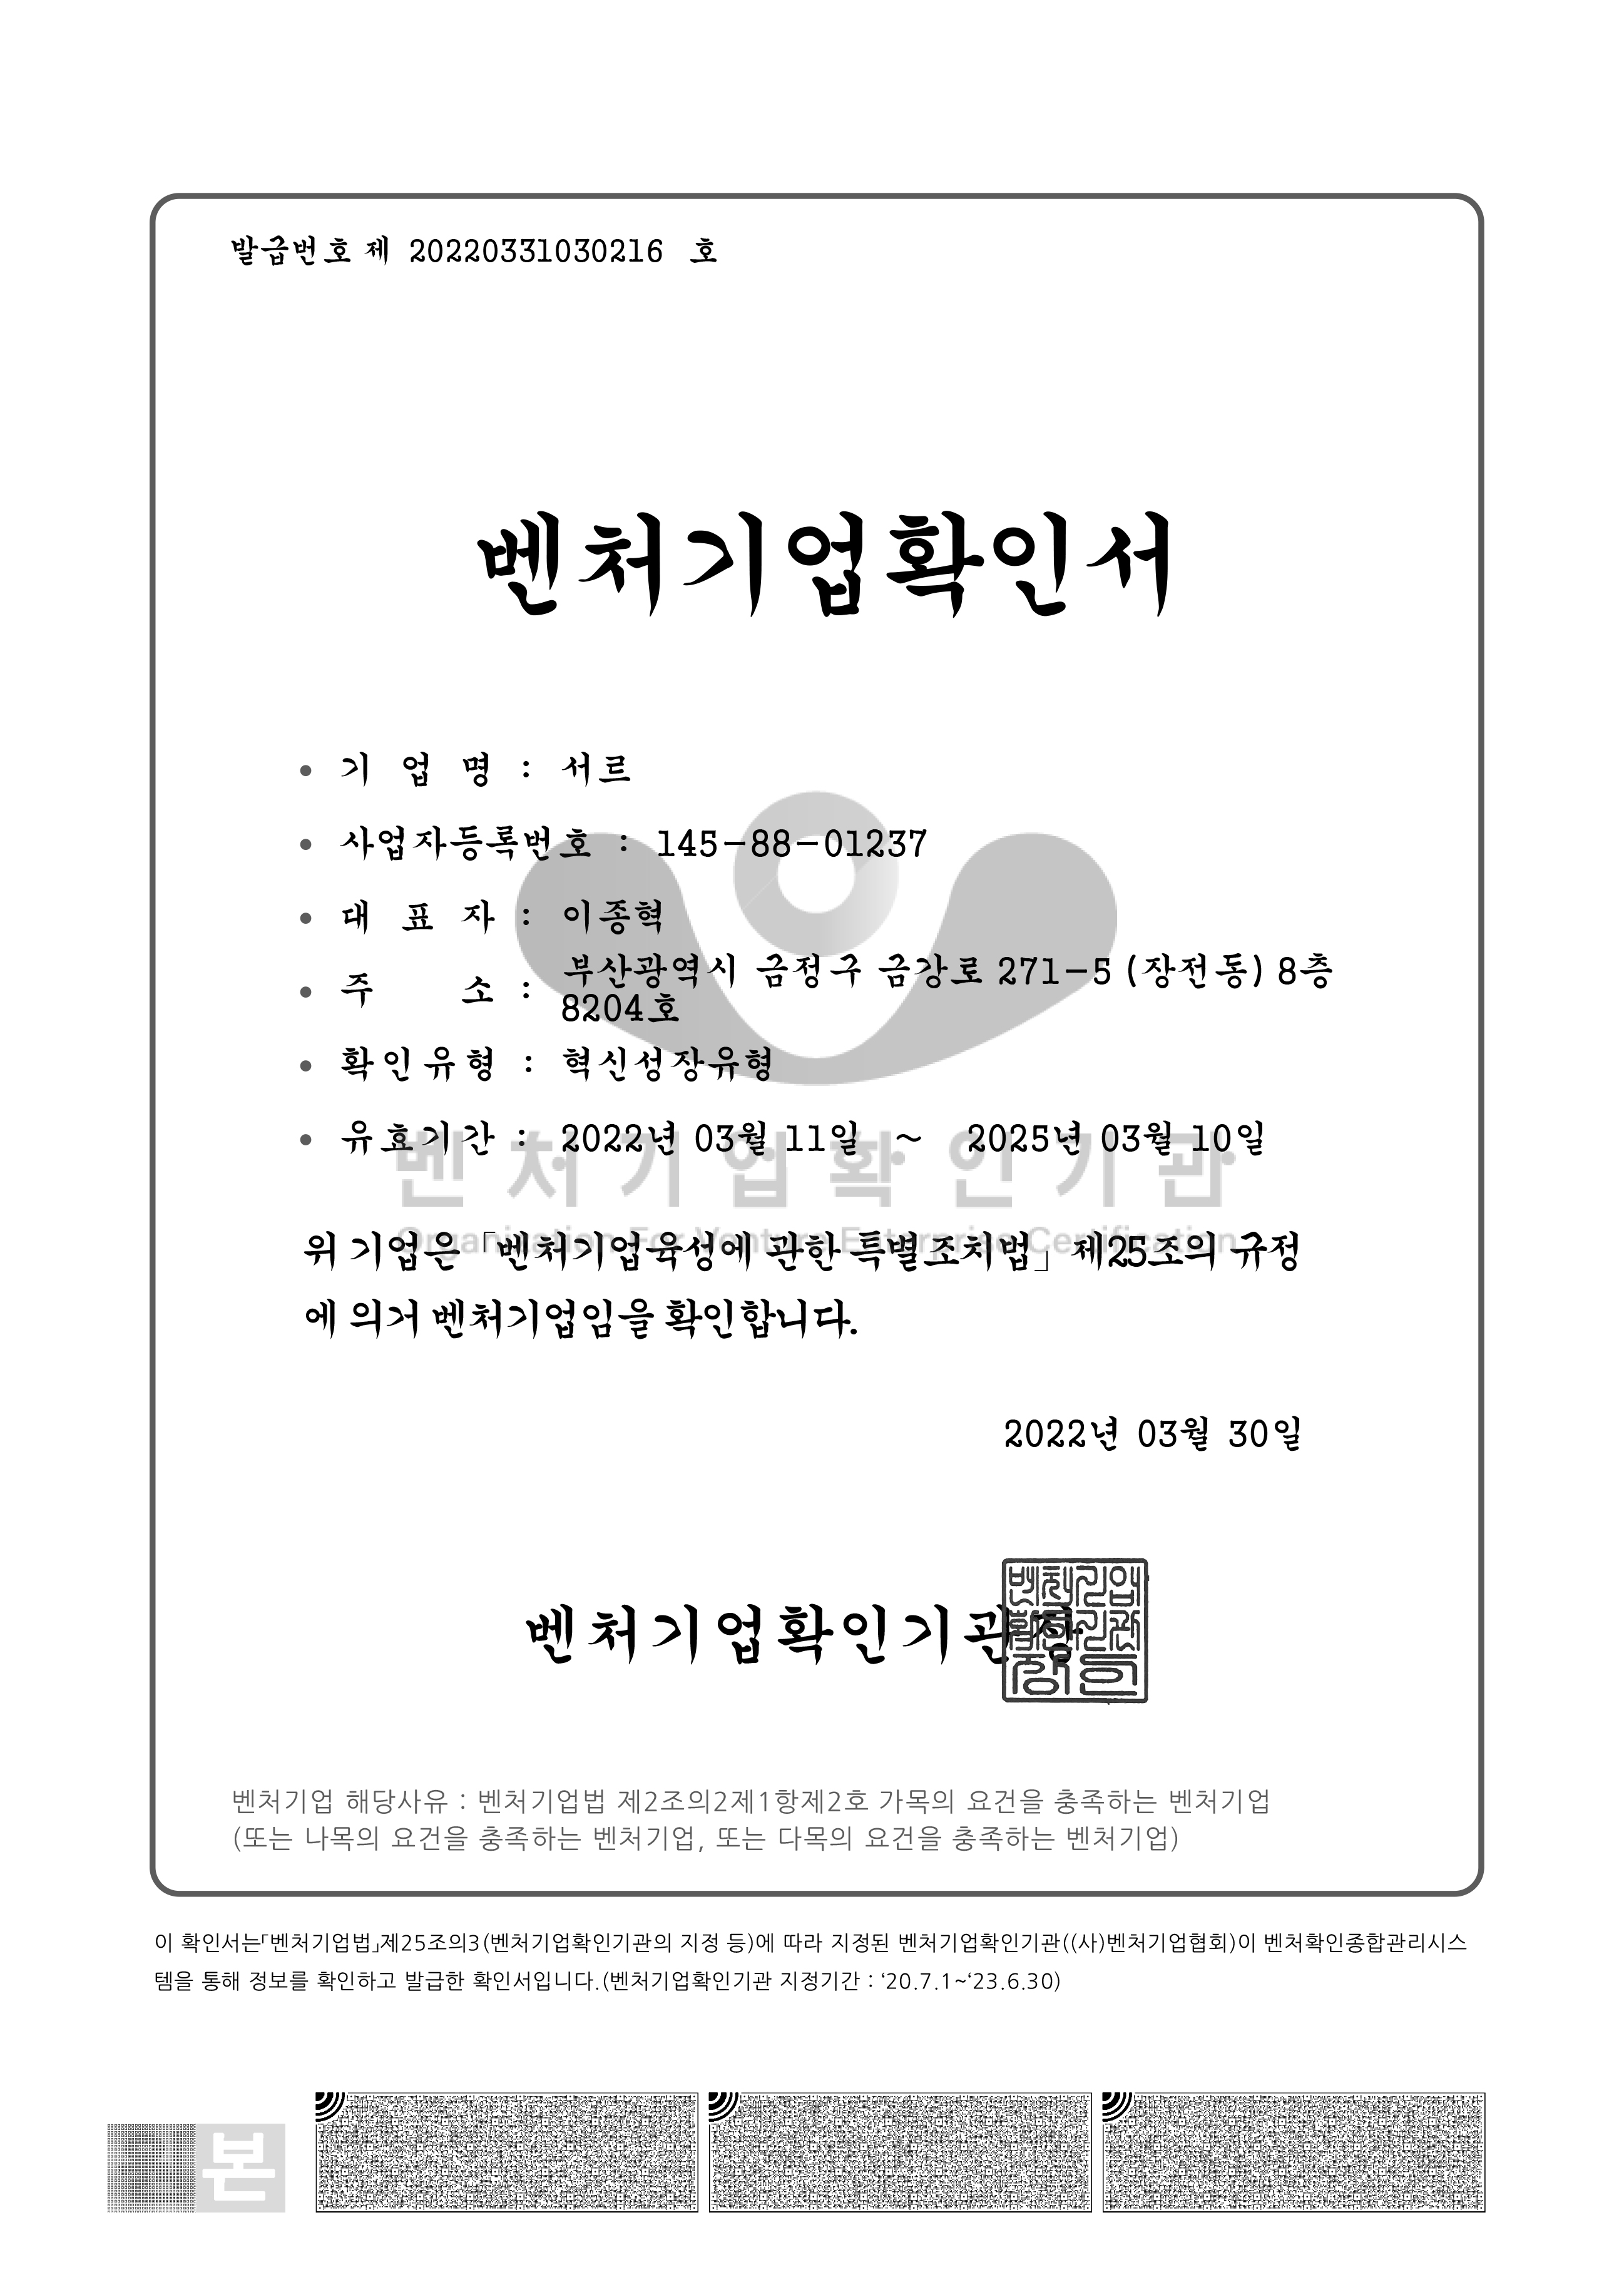 발급번호 제 20220331030216 호
벤처기업확인서
기 업 명 : 서르
사업자등록번호 : 145-88-01237
대 표 자 : 이종혁
주 소 : 부산광역시 금정구 금강로 271-5 (장전동) 8층
8204호
확인유형 : 혁신성장유형
유효기간 : 2022년 03월 11일 ~ 2025년 03월 10일
벤처기업확인기관
Organization For Venture Enterprise Certification
위 기업은「벤처기업육성에 관한 특별조치법」제25조의 규정
에 의거 벤처기업임을 확인합니다.
2022년 03월 30일
벤처기업확인기관장
벤처기업 해당사유 : 벤처기업법 제2조의2제1항제2호 가목의 요건을 충족하는 벤처기업
(또는 나목의 요건을 충족하는 벤처기업, 또는 다목의 요건을 충족하는 벤처기업)
이 확인서는「벤처기업법」제25조의3(벤처기업확인기관의 지정 등)에 따라 지정된 벤처기업확인기관((사)벤처기업협회)이 벤처확인종합관리시스
템을 통해 정보를 확인하고 발급한 확인서입니다.(벤처기업확인기관 지정기간 : ‘20.7.1~‘23.6.30)
본